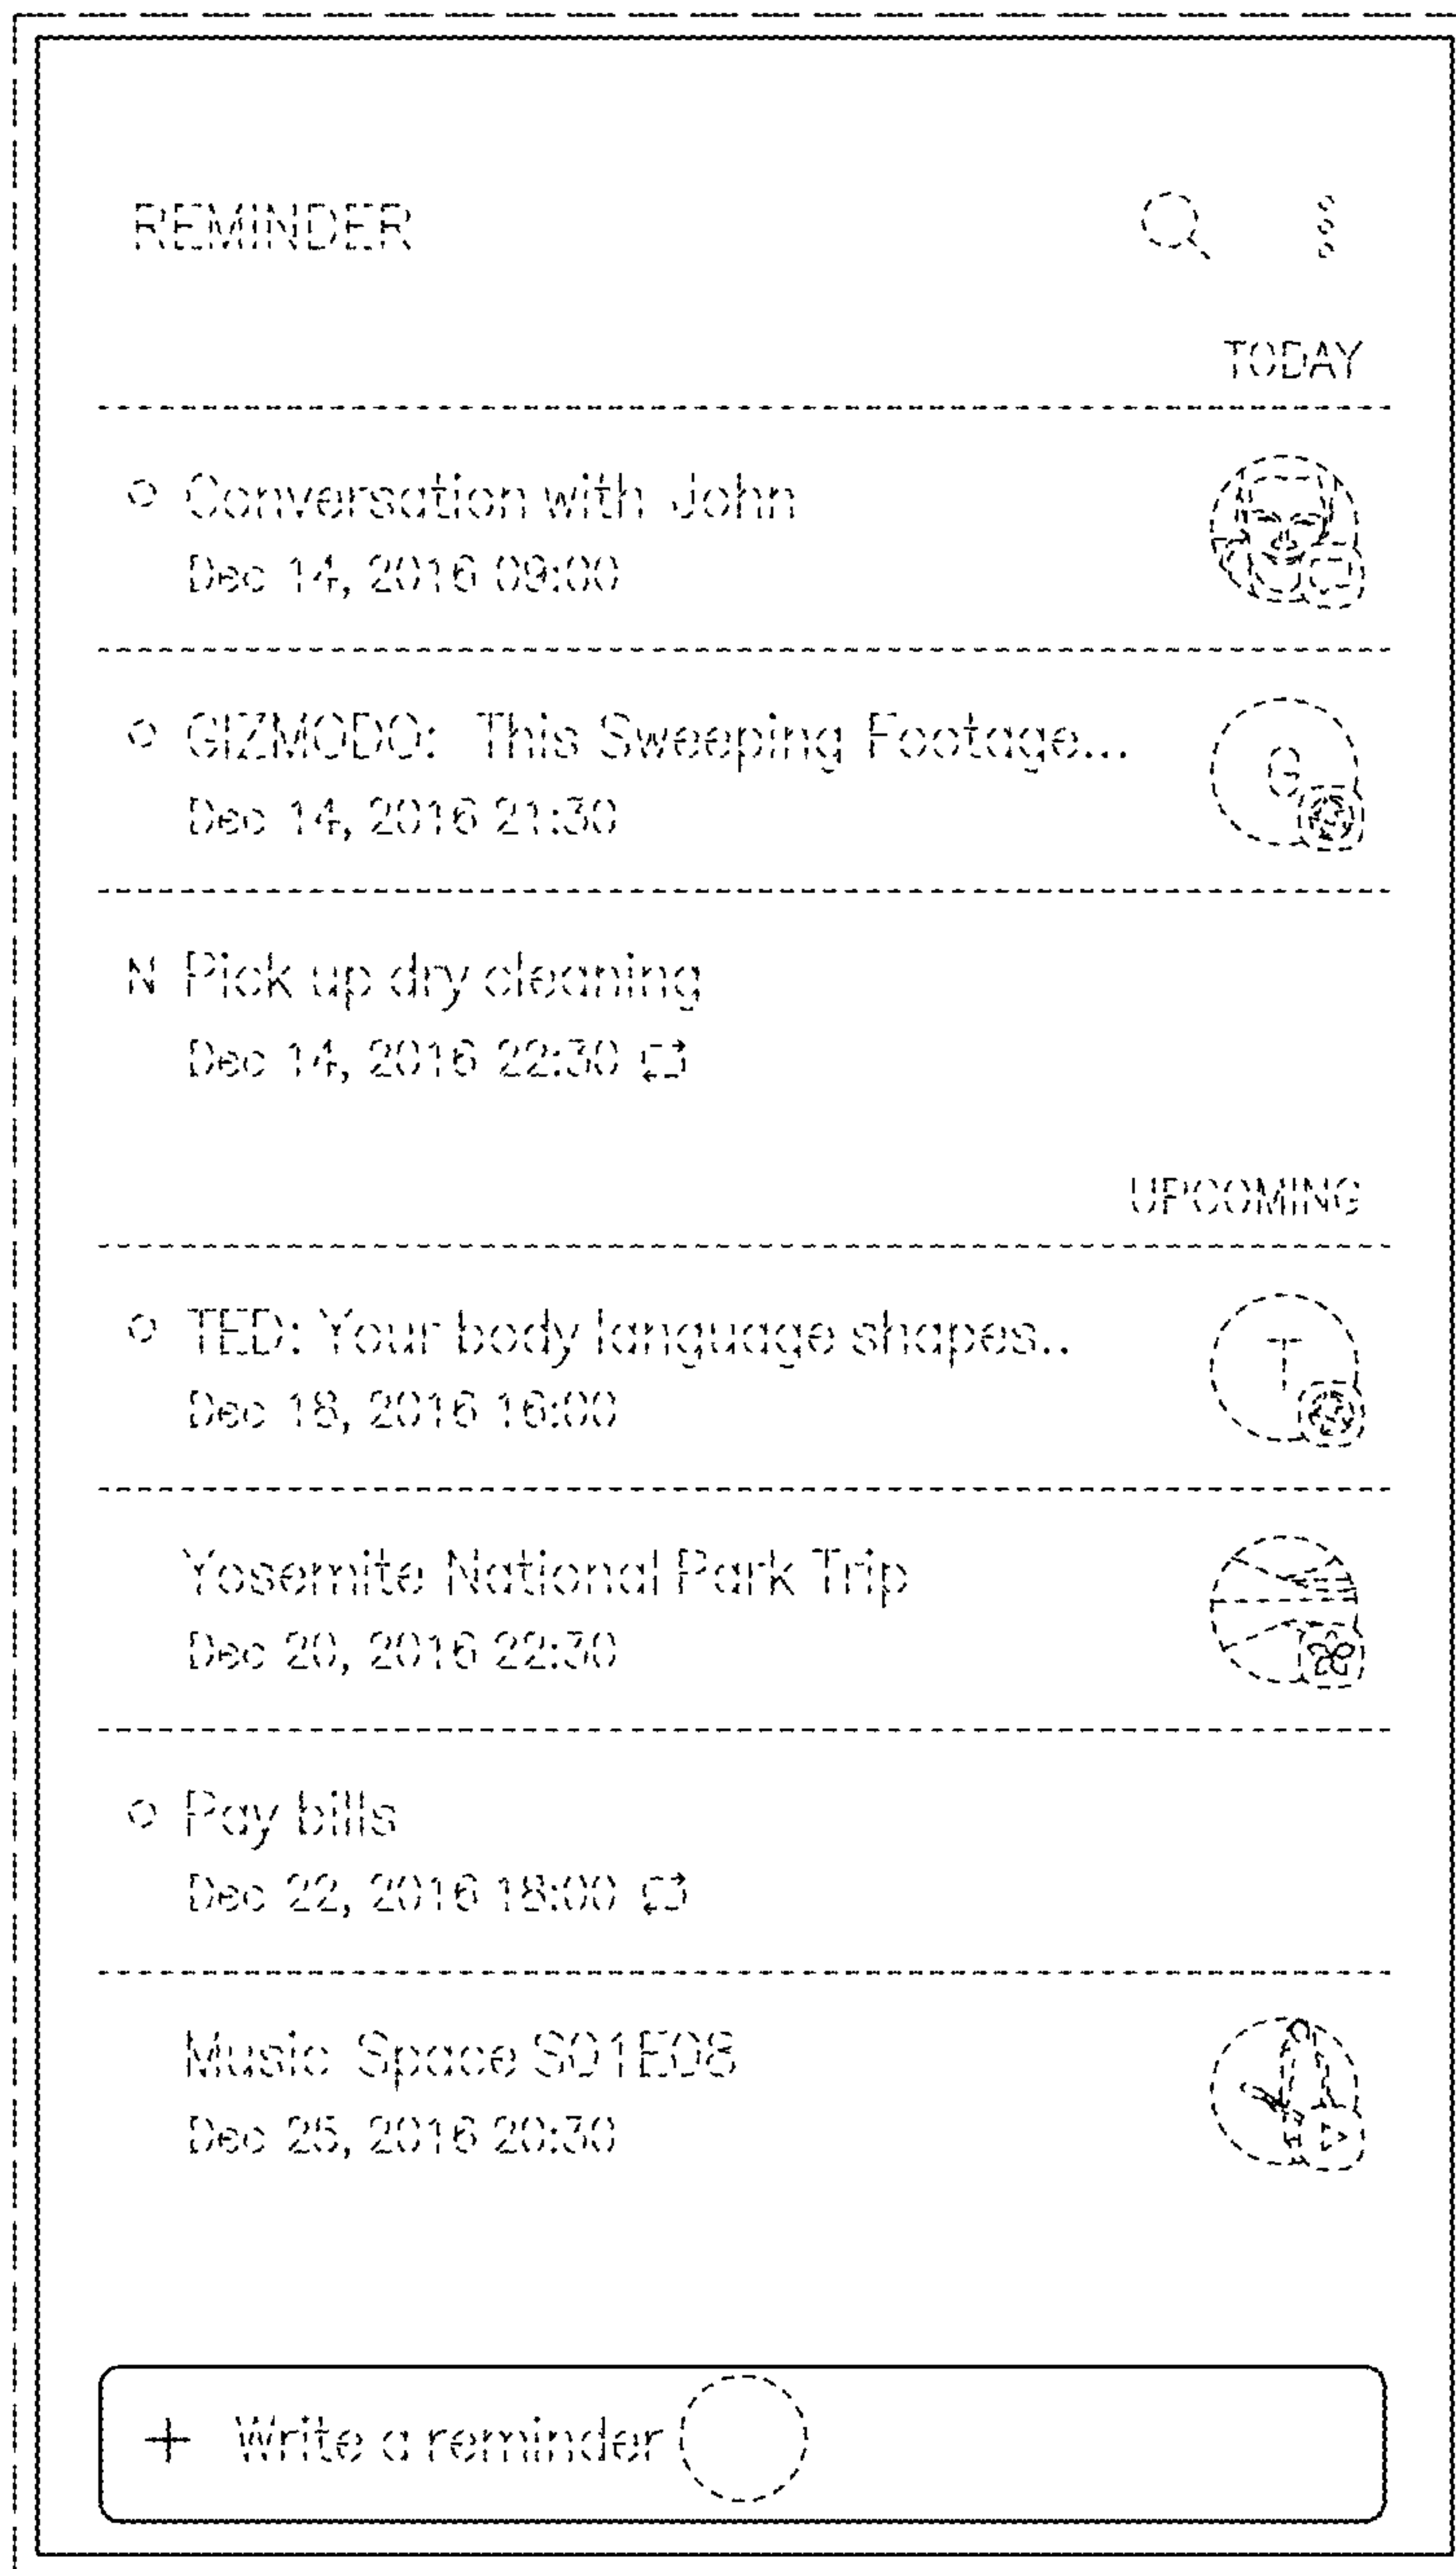 REMINDER
TODAY
Conversation with John
Dec 14, 2016 09:00
GIZMODO: This Sweeping Footage...
G
Dec 14, 2016 21:30
N Pick up dry cleaning
Dec 14, 2016 22:30
UPCOMING
TED: Your body language shapes..
T
Dec 18, 2016 16:00
Yosemite National Park Trip
Dec 20, 2016 22:30
Pay bills
Dec 22, 2016 18:00
Music Space S01E08
Dec 25, 2016 20:30
+ Write a reminder